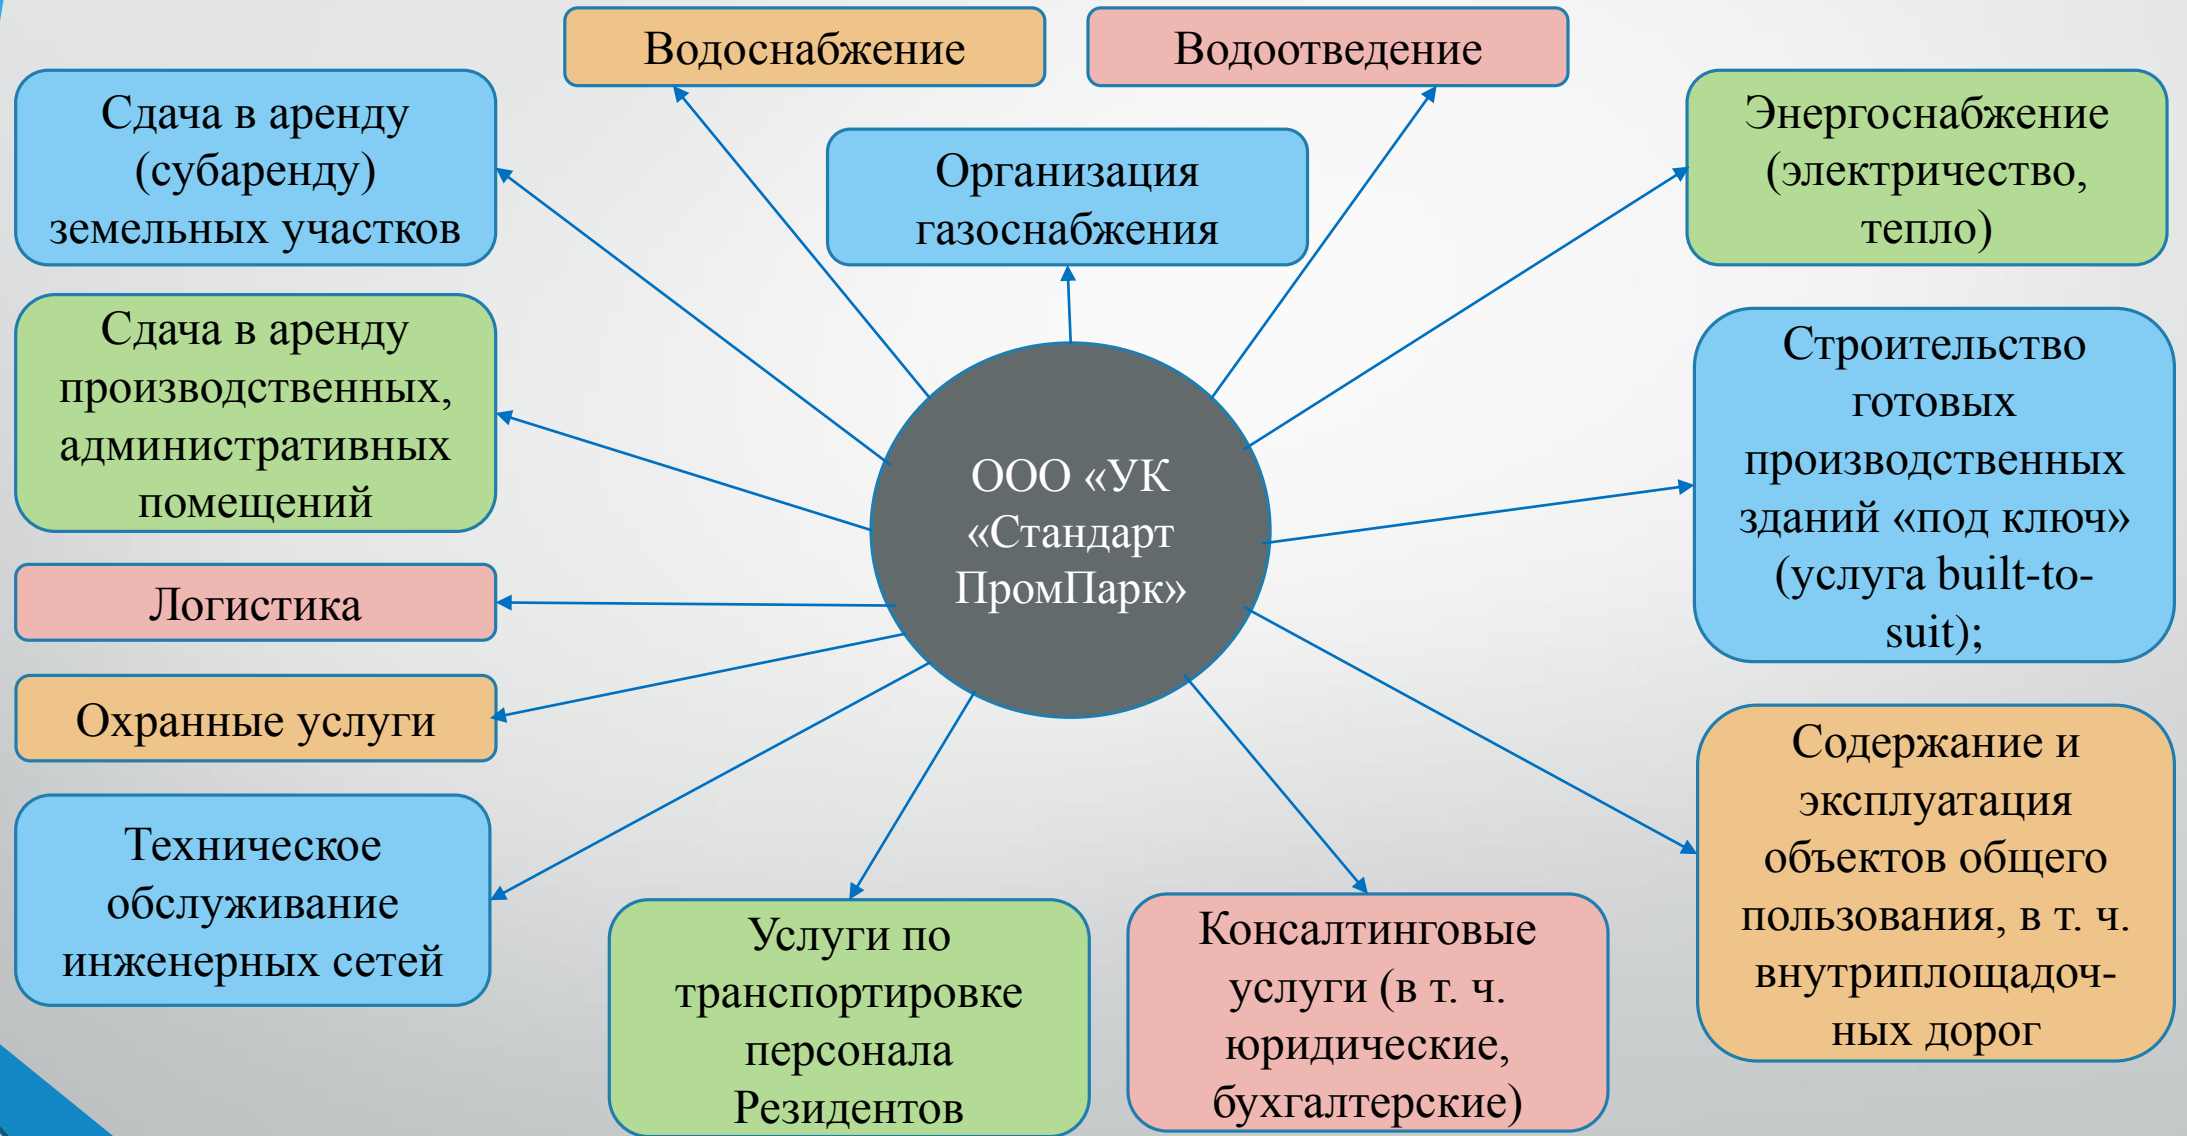 Водоснабжение
Водоотведение
Сдача в аренду
(субаренду)
земельных участков
Организация
газоснабжения
Энергоснабжение
(электричество,
тепло)
Сдача в аренду
производственных,
административных
помещений
ООО «УК
«Стандарт
ПромПарк»
Строительство
готовых
производственных
зданий «под ключ»
(услуга built-to-
suit);
Логистика
Охранные услуги
Техническое
обслуживание
инженерных сетей
Услуги по
транспортировке
персонала
Резидентов
Консалтинговые
услуги (в т. ч.
юридические,
бухгалтерские)
Содержание и
эксплуатация
объектов общего
пользования, в т. ч.
внутриплощадоч-
ных дорог